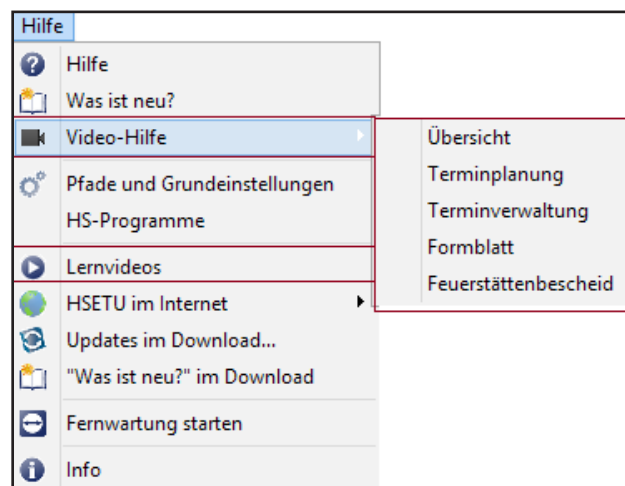 Hilfe
Hilfe
Was ist neu?
Video-Hilfe
Übersicht
Terminplanung
Terminverwaltung
Formblatt
Feuerstättenbescheid
Pfade und Grundeinstellungen
HS-Programme
Lernvideos
HSETU im Internet
Updates im Download...
"Was ist neu?" im Download
Fernwartung starten
Info